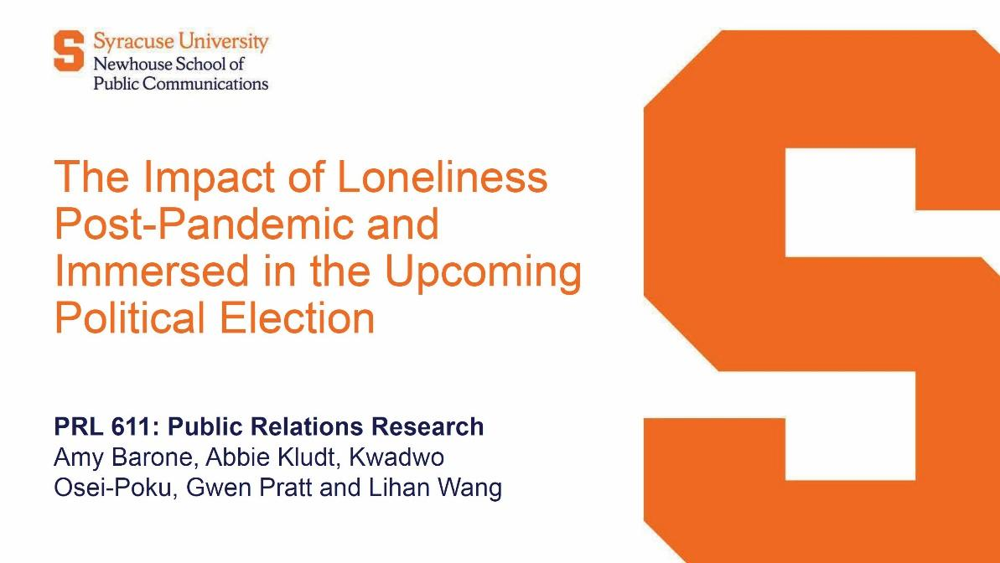 Syracuse University
Newhouse School of
Public Communications
The Impact of Loneliness
Post-Pandemic and
Immersed in the Upcoming
Political Election
PRL 611: Public Relations Research
Amy Barone, Abbie Kludt, Kwadwo
Osei-Poku, Gwen Pratt and Lihan Wang